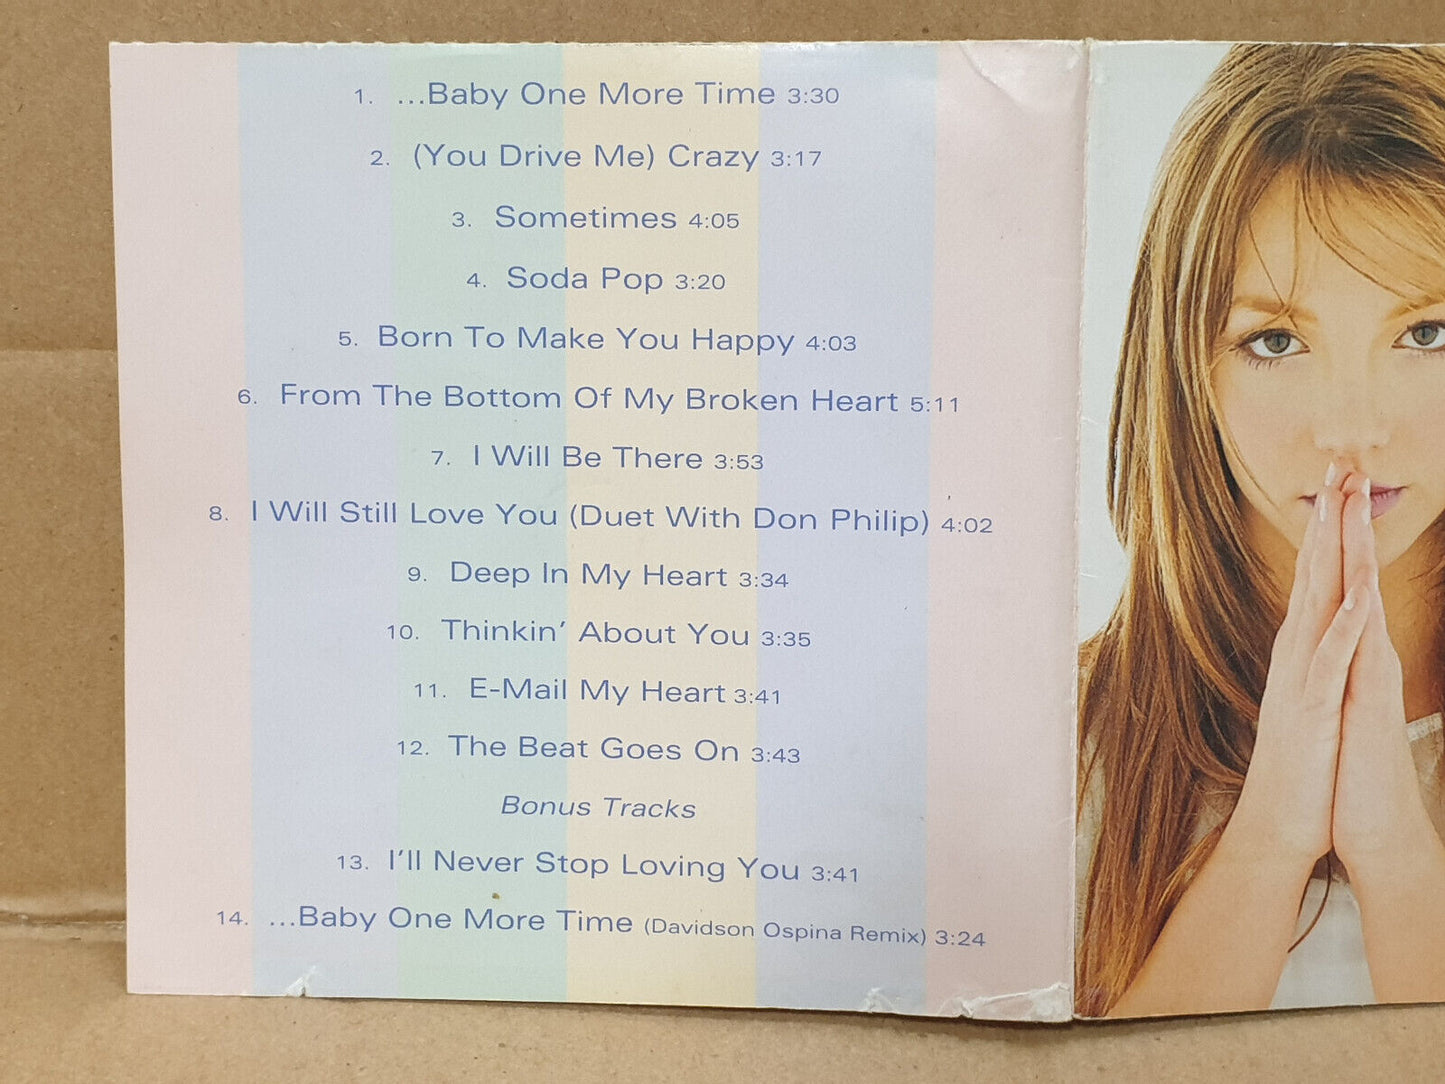 1. ...Baby One More Time 3:30
2. (You Drive Me) Crazy 3:17
3. Sometimes 4:05
4. Soda Pop 3:20
5. Born To Make You Happy 4:03
6. From The Bottom Of My Broken Heart 5:11
7. I Will Be There 3:53
8. I Will Still Love You (Duet With Don Philip) 4:02
9. Deep In My Heart 3:34
10. Thinkin' About You 3:35
11. E-Mail My Heart 3:41
12. The Beat Goes On 3:43
Bonus Tracks
13. I'll Never Stop Loving You 3:41
14. ...Baby One More Time (Davidson Ospina Remix) 3:24